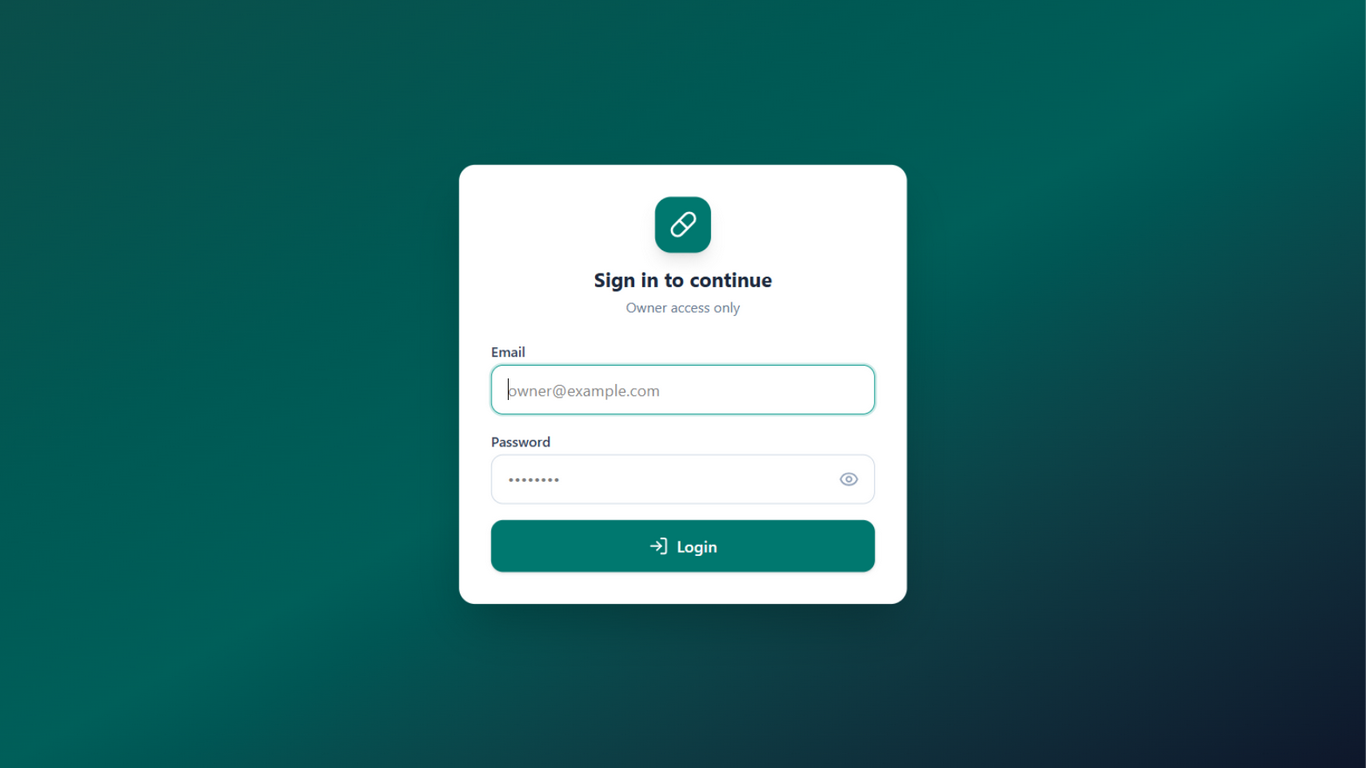 Sign in to continue
Owner access only
Email
owner@example.com
Password
••••••••
Login